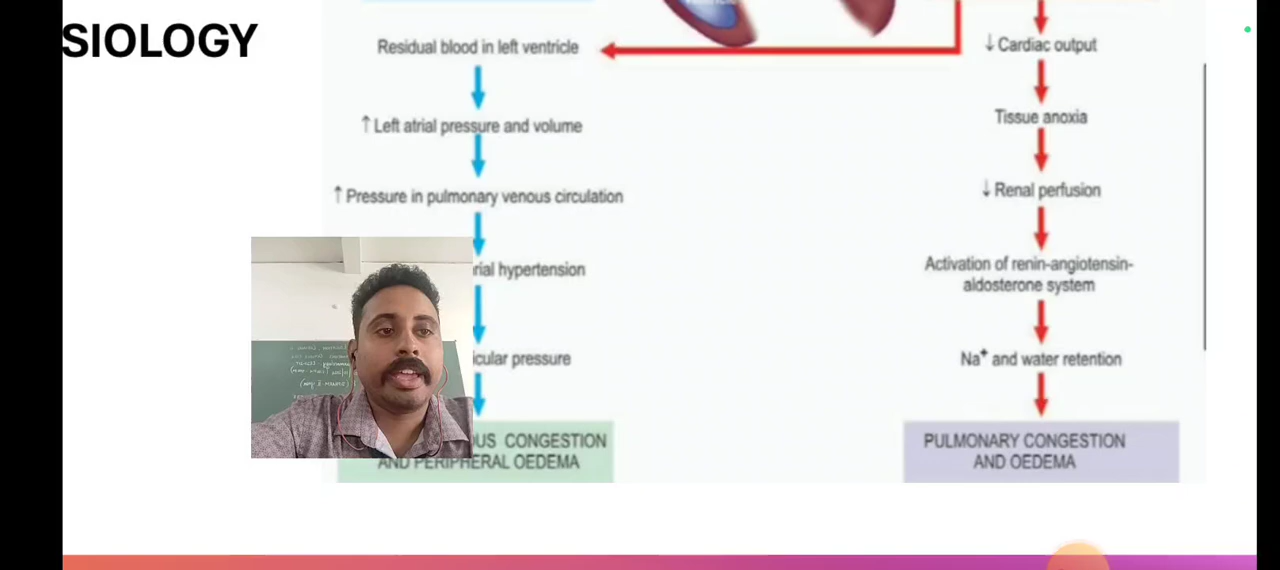 SIOLOGY
Residual blood in left ventricle
↑ Left atrial pressure and volume
↑ Pressure in pulmonary venous circulation
rial hypertension
icular pressure
US CONGESTION
AND PERIPHERAL OEDEMA
↓ Cardiac output
Tissue anoxia
↓ Renal perfusion
Activation of renin-angiotensin-
aldosterone system
Na⁺ and water retention
PULMONARY CONGESTION
AND OEDEMA